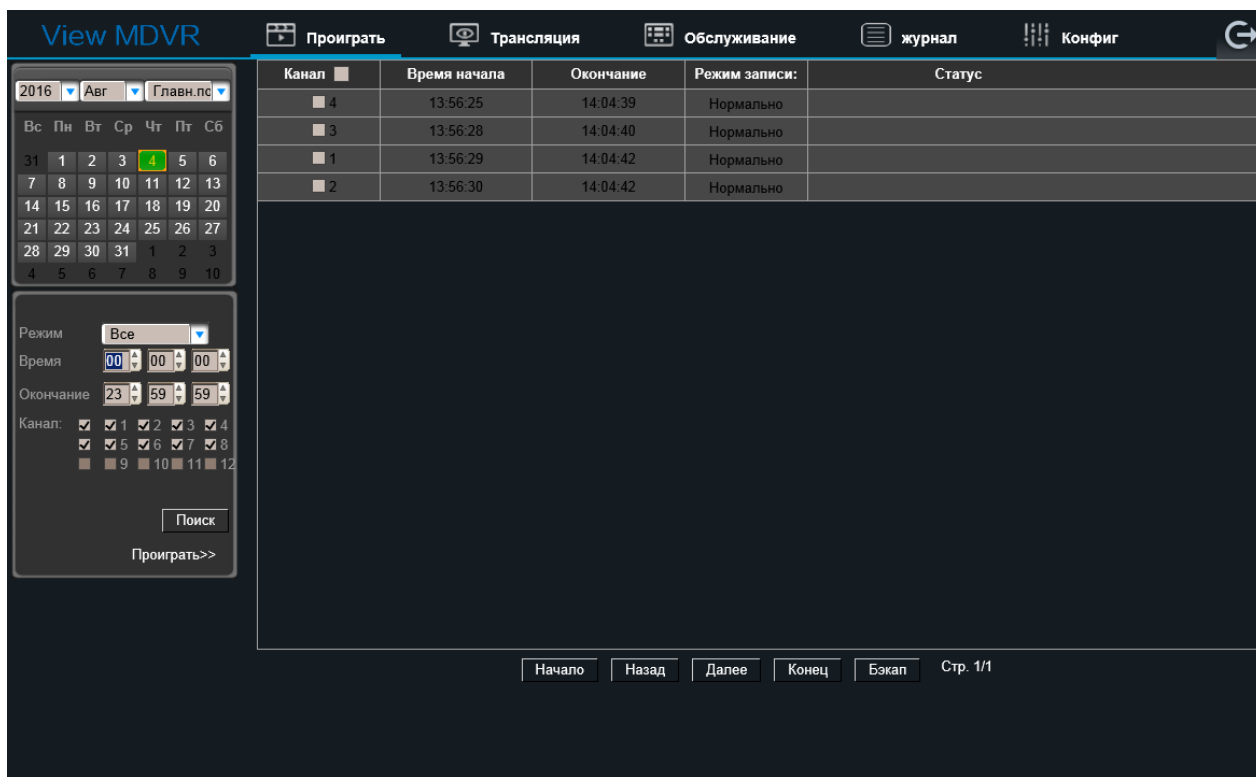 View MDVR
Проиграть Трансляция Обслуживание журнал Конфиг
2016 Авг Главн.пс
Вс Пн Вт Ср Чт Пт Сб
31 1 2 3 4 5 6
7 8 9 10 11 12 13
14 15 16 17 18 19 20
21 22 23 24 25 26 27
28 29 30 31 1 2 3
4 5 6 7 8 9 10
Режим Все
Время 00 00 00
Окончание 23 59 59
Канал: 1 2 3 4
5 6 7 8
9 10 11 12
Поиск
Проиграть>>
Канал Время начала Окончание Режим записи: Статус
4 13:56:25 14:04:39 Нормально
3 13:56:28 14:04:40 Нормально
1 13:56:29 14:04:42 Нормально
2 13:56:30 14:04:42 Нормально
Начало Назад Далее Конец Бэкап Стр. 1/1